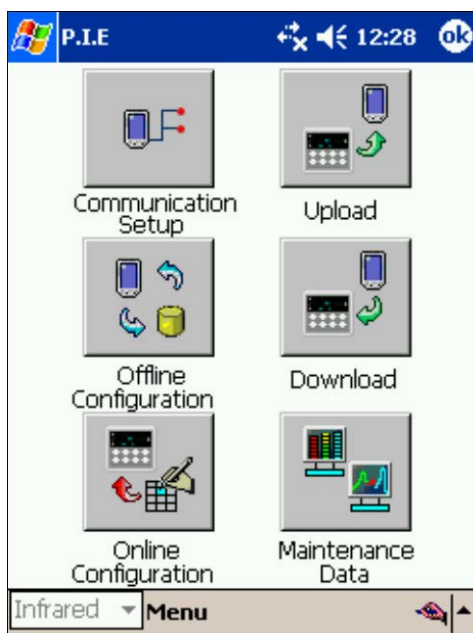 P.I.E 12:28 ok
Communication
Setup
Upload
Offline
Configuration
Download
Online
Configuration
Maintenance
Data
Infrared Menu